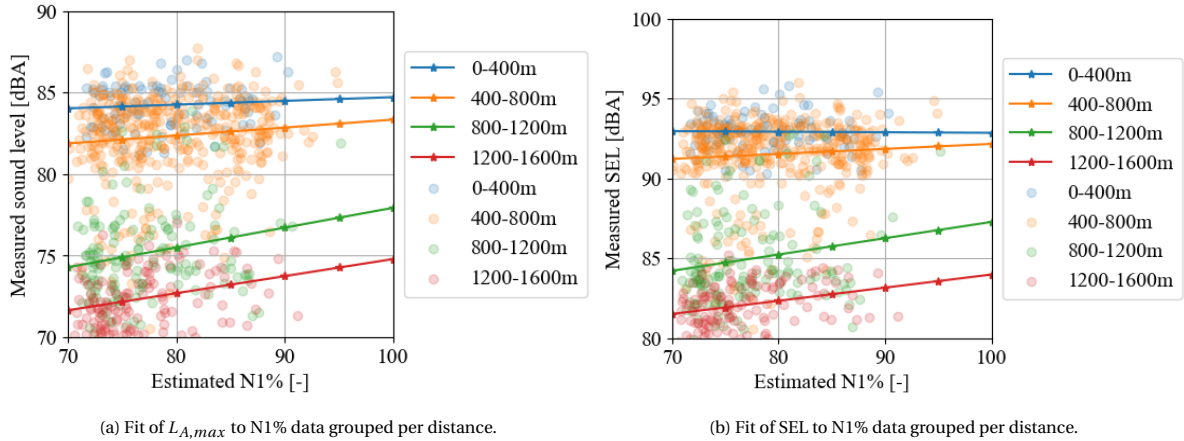 90
85
80
75
70
70
80
90
100
Measured sound level [dBA]
Estimated N1% [-]
0-400m
400-800m
800-1200m
1200-1600m
0-400m
400-800m
800-1200m
1200-1600m
(a) Fit of L_{A,max} to N1% data grouped per distance.
100
95
90
85
80
70
80
90
100
Measured SEL [dBA]
Estimated N1% [-]
0-400m
400-800m
800-1200m
1200-1600m
0-400m
400-800m
800-1200m
1200-1600m
(b) Fit of SEL to N1% data grouped per distance.